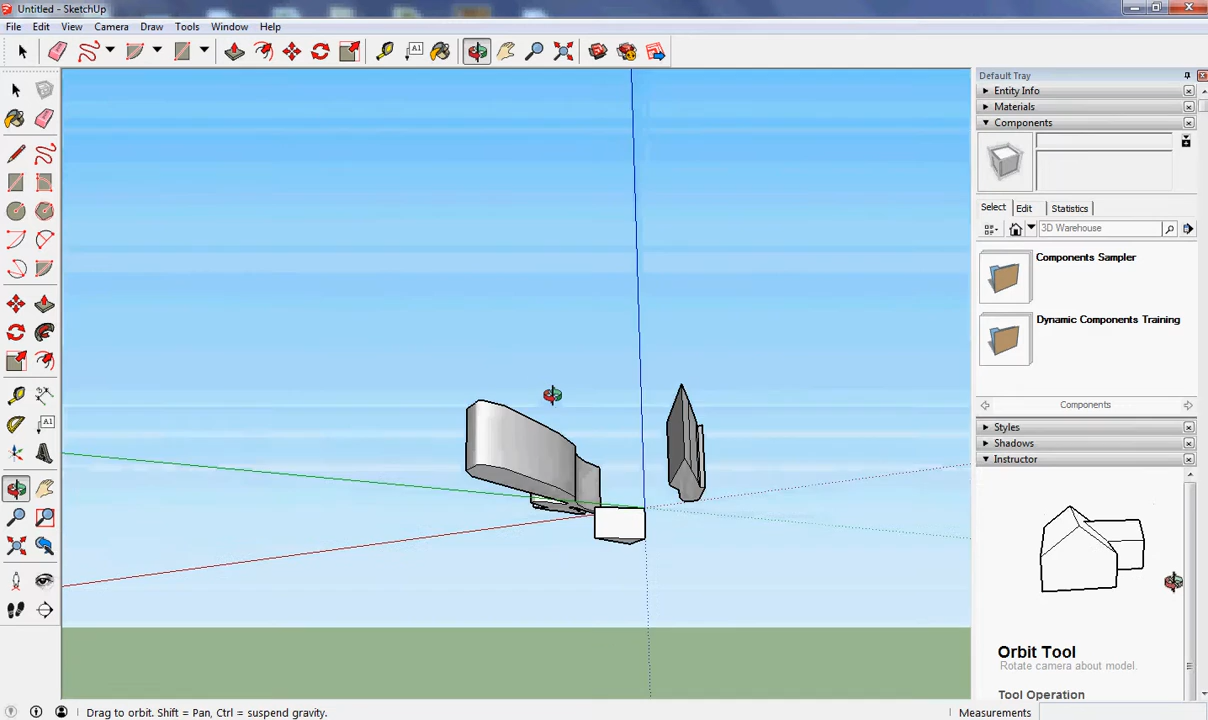 Untitled - SketchUp
File Edit View Camera Draw Tools Window Help
A1
Default Tray
Entity Info
Materials
Components
Select Edit Statistics
3D Warehouse
Components Sampler
Dynamic Components Training
A1
Components
Styles
Shadows
Instructor
Orbit Tool
Rotate camera about model.
Tool Operation
Drag to orbit. Shift = Pan, Ctrl = suspend gravity.
Measurements